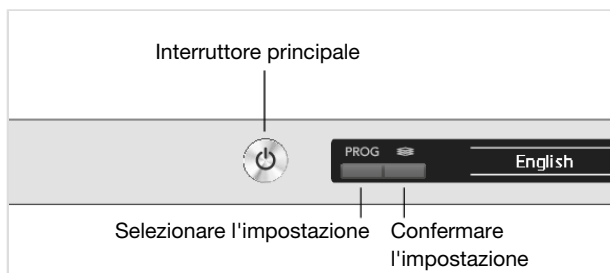 Interruttore principale
PROG
English
Selezionare l'impostazione
Confermare
l'impostazione